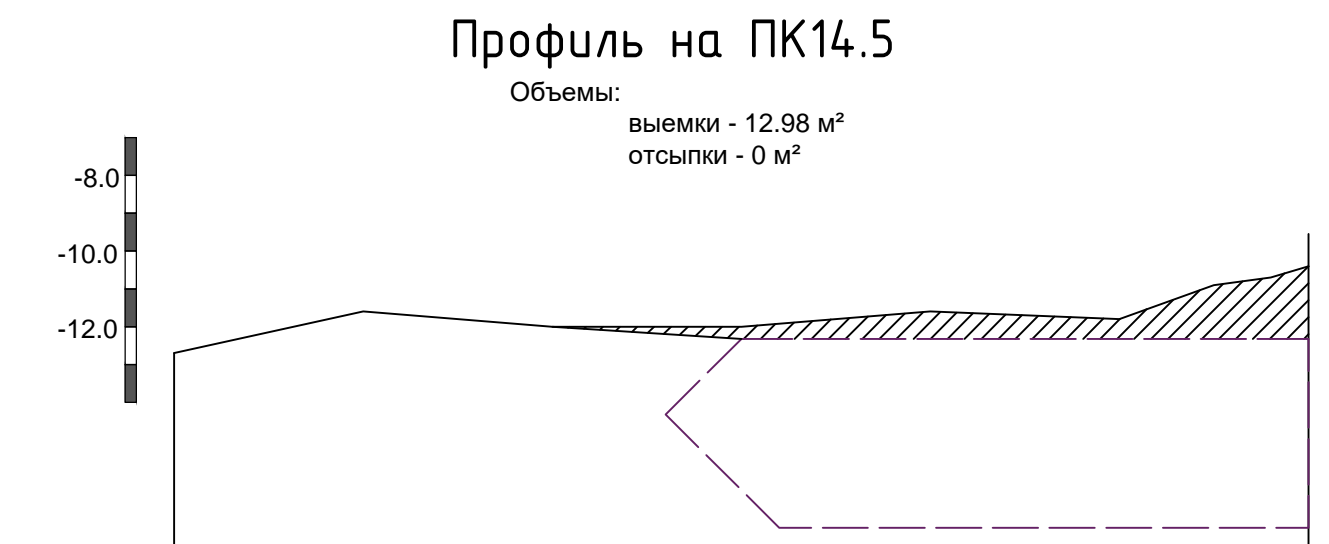 Профиль на ПК14.5
Объемы:
выемки - 12.98 м²
отсыпки - 0 м²
-8.0
-10.0
-12.0